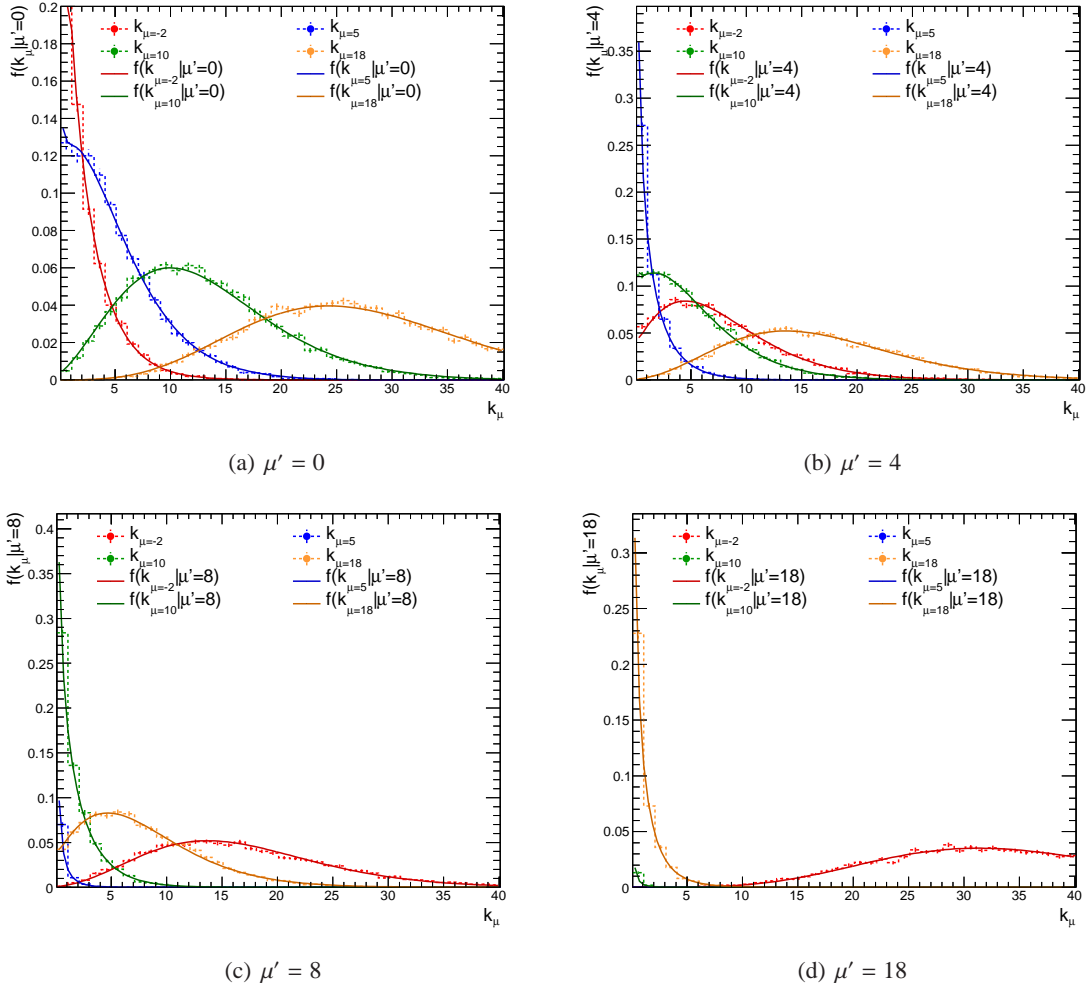 f(k_μ|μ'=0)
k_μ=-2 k_μ=5
k_μ=10 k_μ=18
f(k_μ=-2|μ'=0) f(k_μ=5|μ'=0)
f(k_μ=10|μ'=0) f(k_μ=18|μ'=0)
0.2
0.18
0.16
0.14
0.12
0.1
0.08
0.06
0.04
0.02
0
5 10 15 20 25 30 35 40
k_μ
(a) μ′ = 0
f(k_μ|μ'=4)
k_μ=-2 k_μ=5
k_μ=10 k_μ=18
f(k_μ=-2|μ'=4) f(k_μ=5|μ'=4)
f(k_μ=10|μ'=4) f(k_μ=18|μ'=4)
0.35
0.3
0.25
0.2
0.15
0.1
0.05
0
5 10 15 20 25 30 35 40
k_μ
(b) μ′ = 4
f(k_μ|μ'=8)
k_μ=-2 k_μ=5
k_μ=10 k_μ=18
f(k_μ=-2|μ'=8) f(k_μ=5|μ'=8)
f(k_μ=10|μ'=8) f(k_μ=18|μ'=8)
0.4
0.35
0.3
0.25
0.2
0.15
0.1
0.05
0
5 10 15 20 25 30 35 40
k_μ
(c) μ′ = 8
f(k_μ|μ'=18)
k_μ=-2 k_μ=5
k_μ=10 k_μ=18
f(k_μ=-2|μ'=18) f(k_μ=5|μ'=18)
f(k_μ=10|μ'=18) f(k_μ=18|μ'=18)
0.3
0.25
0.2
0.15
0.1
0.05
0
5 10 15 20 25 30 35 40
k_μ
(d) μ′ = 18